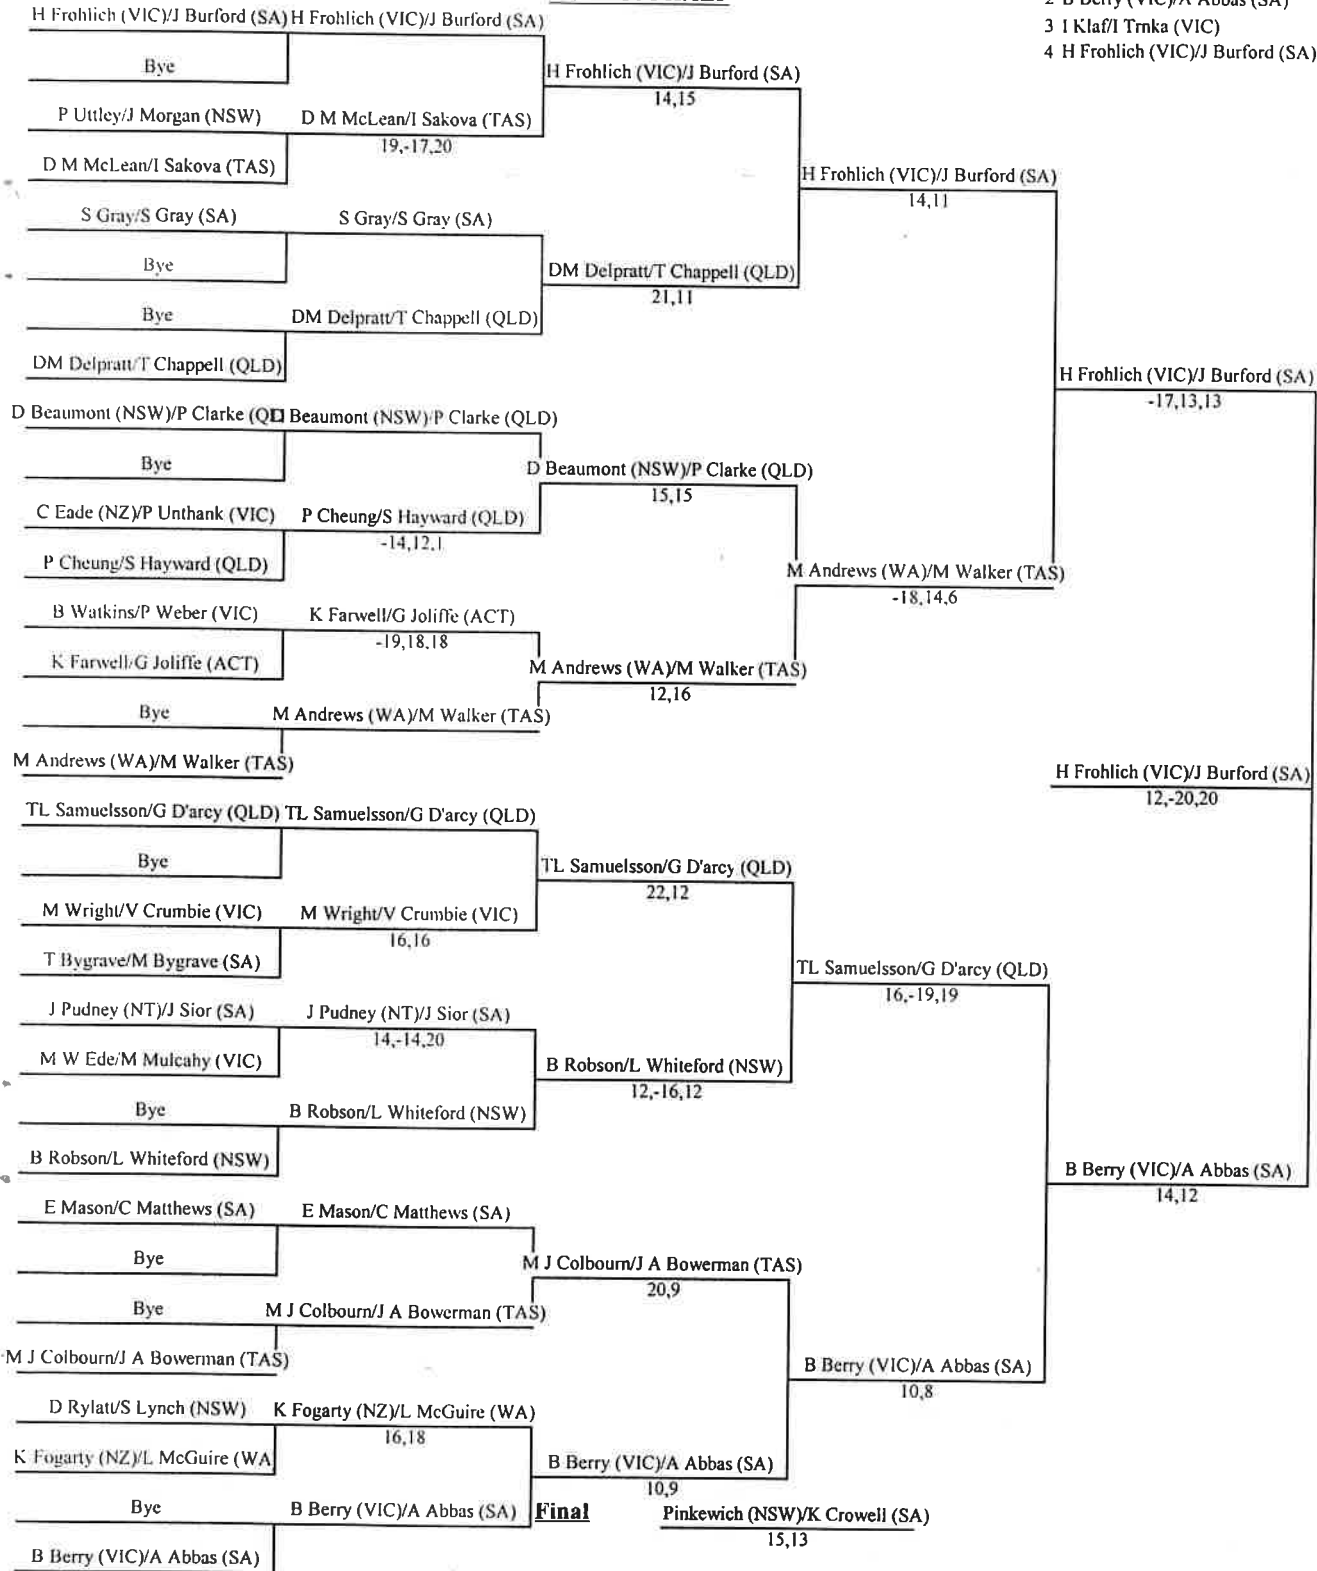 2 B Berry (VIC)/A Abbas (SA)
3 I Klaf/I Trnka (VIC)
4 H Frohlich (VIC)/J Burford (SA)
H Frohlich (VIC)/J Burford (SA) H Frohlich (VIC)/J Burford (SA)
Bye
H Frohlich (VIC)/J Burford (SA)
14,15
P Uttley/J Morgan (NSW) D M McLean/I Sakova (TAS)
19,-17,20
D M McLean/I Sakova (TAS)
H Frohlich (VIC)/J Burford (SA)
14,11
S Gray/S Gray (SA) S Gray/S Gray (SA)
Bye
DM Delpratt/T Chappell (QLD)
21,11
Bye DM Delpratt/T Chappell (QLD)
DM Delpratt/T Chappell (QLD)
H Frohlich (VIC)/J Burford (SA)
-17,13,13
D Beaumont (NSW)/P Clarke (QLD Beaumont (NSW)/P Clarke (QLD)
Bye
D Beaumont (NSW)/P Clarke (QLD)
15,15
C Eade (NZ)/P Unthank (VIC) P Cheung/S Hayward (QLD)
-14,12,1
P Cheung/S Hayward (QLD)
M Andrews (WA)/M Walker (TAS)
-18,14,6
B Watkins/P Weber (VIC) K Farwell/G Joliffe (ACT)
-19,18,18
K Farwell/G Joliffe (ACT)
M Andrews (WA)/M Walker (TAS)
12,16
Bye M Andrews (WA)/M Walker (TAS)
M Andrews (WA)/M Walker (TAS)
H Frohlich (VIC)/J Burford (SA)
12,-20,20
TL Samuelsson/G D'arcy (QLD) TL Samuelsson/G D'arcy (QLD)
Bye
TL Samuelsson/G D'arcy (QLD)
22,12
M Wright/V Crumbie (VIC) M Wright/V Crumbie (VIC)
16,16
T Bygrave/M Bygrave (SA)
TL Samuelsson/G D'arcy (QLD)
16,-19,19
J Pudney (NT)/J Sior (SA) J Pudney (NT)/J Sior (SA)
14,-14,20
M W Ede/M Mulcahy (VIC)
B Robson/L Whiteford (NSW)
12,-16,12
Bye B Robson/L Whiteford (NSW)
B Robson/L Whiteford (NSW)
B Berry (VIC)/A Abbas (SA)
14,12
E Mason/C Matthews (SA) E Mason/C Matthews (SA)
Bye
M J Colbourn/J A Bowerman (TAS)
20,9
Bye M J Colbourn/J A Bowerman (TAS)
M J Colbourn/J A Bowerman (TAS)
B Berry (VIC)/A Abbas (SA)
10,8
D Rylatt/S Lynch (NSW) K Fogarty (NZ)/L McGuire (WA)
16,18
K Fogarty (NZ)/L McGuire (WA
B Berry (VIC)/A Abbas (SA)
10,9
Bye B Berry (VIC)/A Abbas (SA) Final Pinkewich (NSW)/K Crowell (SA)
15,13
B Berry (VIC)/A Abbas (SA)